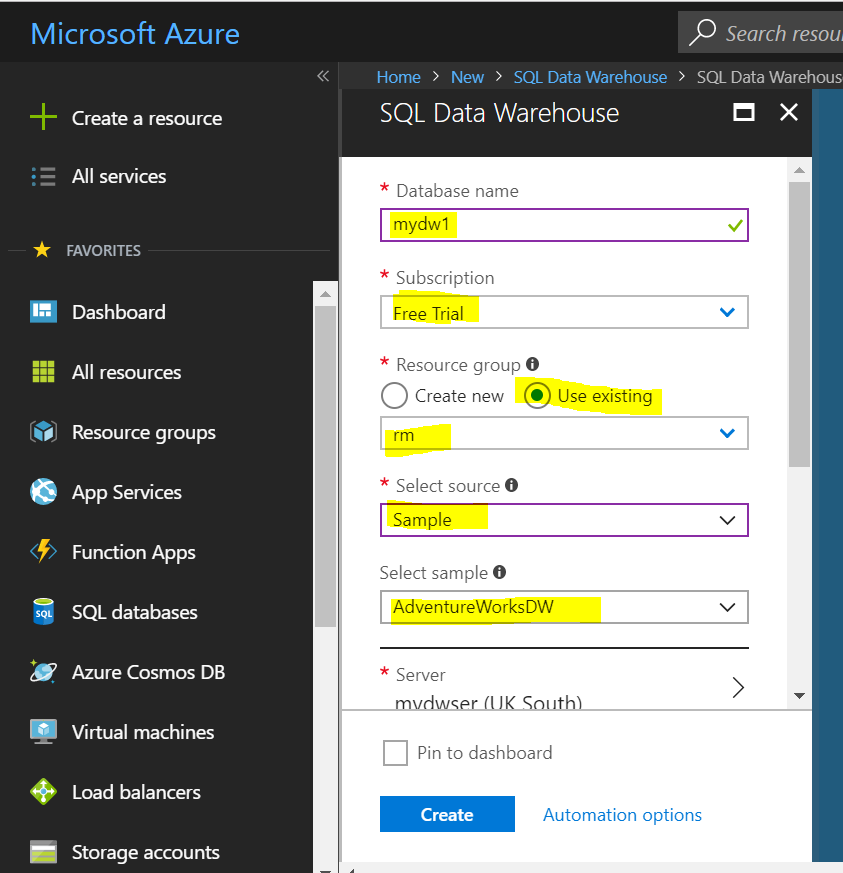 Microsoft Azure
Search resou
Home > New > SQL Data Warehouse > SQL Data Warehous
SQL Data Warehouse
Create a resource
All services
FAVORITES
Dashboard
All resources
Resource groups
App Services
Function Apps
SQL databases
Azure Cosmos DB
Virtual machines
Load balancers
Storage accounts
* Database name
mydw1
* Subscription
Free Trial
* Resource group
Create new
Use existing
rm
* Select source
Sample
Select sample
AdventureWorksDW
* Server
mydwser (UK South)
Pin to dashboard
Create
Automation options